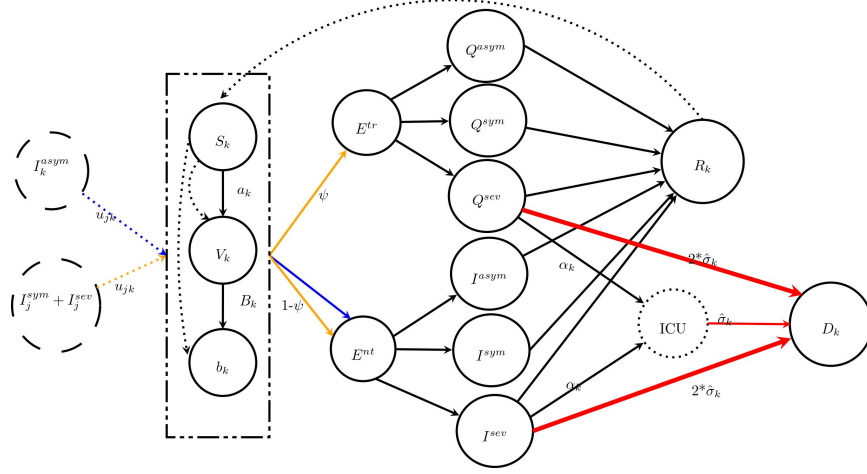 I_k^{asym}
u_{jk}
I_j^{sym} + I_j^{sev}
u_{jk}
S_k
a_k
V_k
B_k
b_k
ψ
1-ψ
E^{tr}
E^{nt}
Q^{asym}
Q^{sym}
Q^{sev}
I^{asym}
I^{sym}
I^{sev}
α_k
α_k
ICU
R_k
2*σ̂_k
σ̂_k
2*σ̂_k
D_k